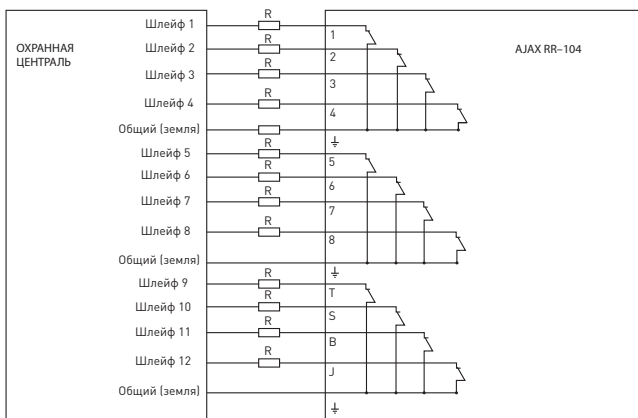 ОХРАННАЯ
ЦЕНТРАЛЬ
AJAX RR–104
Шлейф 1
R
1
Шлейф 2
R
2
Шлейф 3
R
3
Шлейф 4
R
4
Общий (земля)
Шлейф 5
R
5
Шлейф 6
R
6
Шлейф 7
R
7
Шлейф 8
R
8
Общий (земля)
Шлейф 9
R
T
Шлейф 10
R
S
Шлейф 11
R
B
Шлейф 12
R
J
Общий (земля)